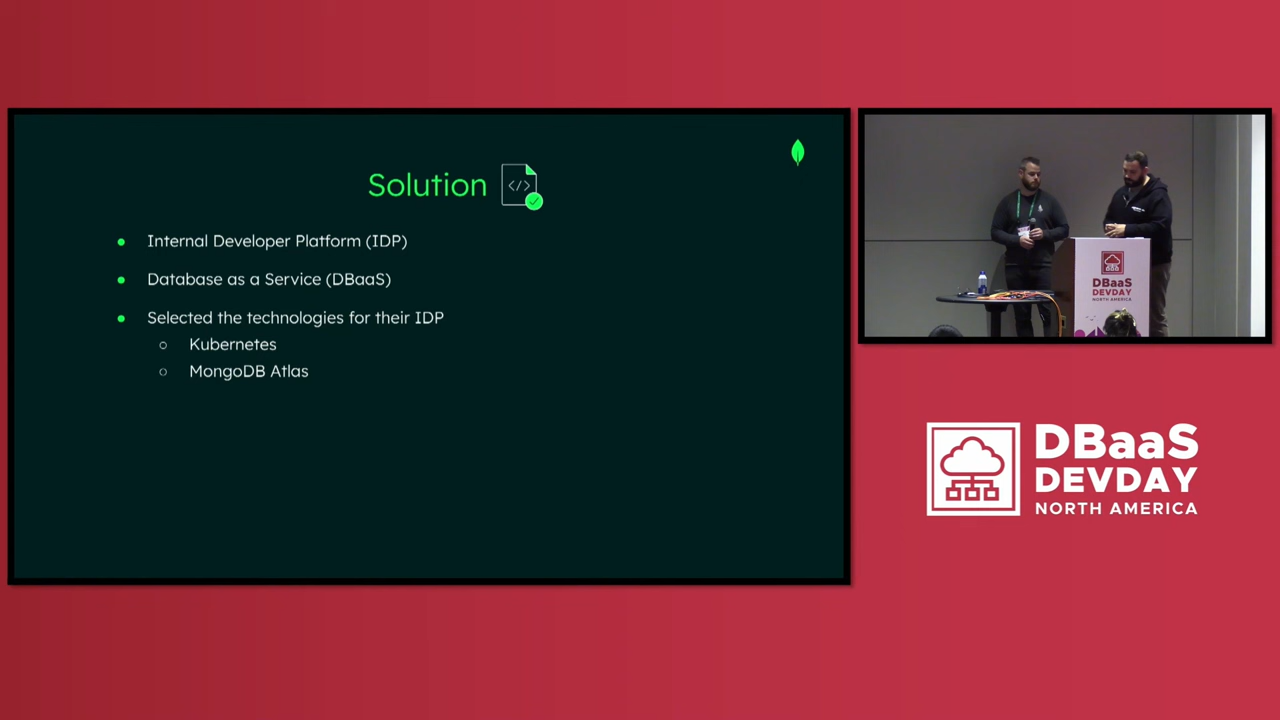 Solution
</>
Internal Developer Platform (IDP)
Database as a Service (DBaaS)
Selected the technologies for their IDP
Kubernetes
MongoDB Atlas
DBaaS
DEVDAY
NORTH AMERICA
DBaaS
DEVDAY
NORTH AMERICA